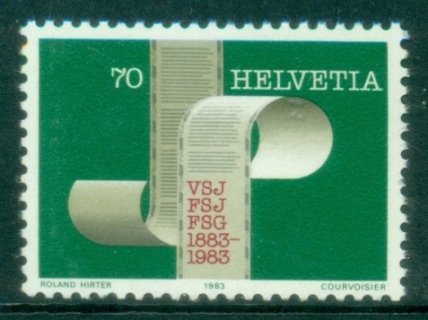 70 HELVETIA
VSJ
FSJ
FSG
1883–
1983
ROLAND HIRTER 1983 COURVOISIER